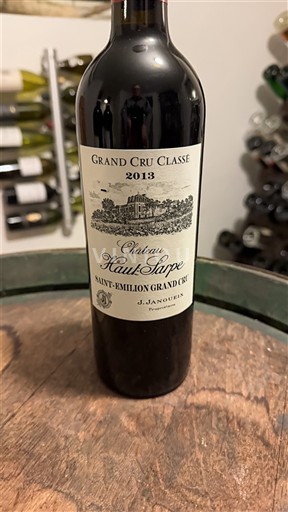 GRAND CRU CLASSÉ
2013
Château
Haut-Sarpe
SAINT-EMILION GRAND CRU
J. JANOUEIX
Propriétaire